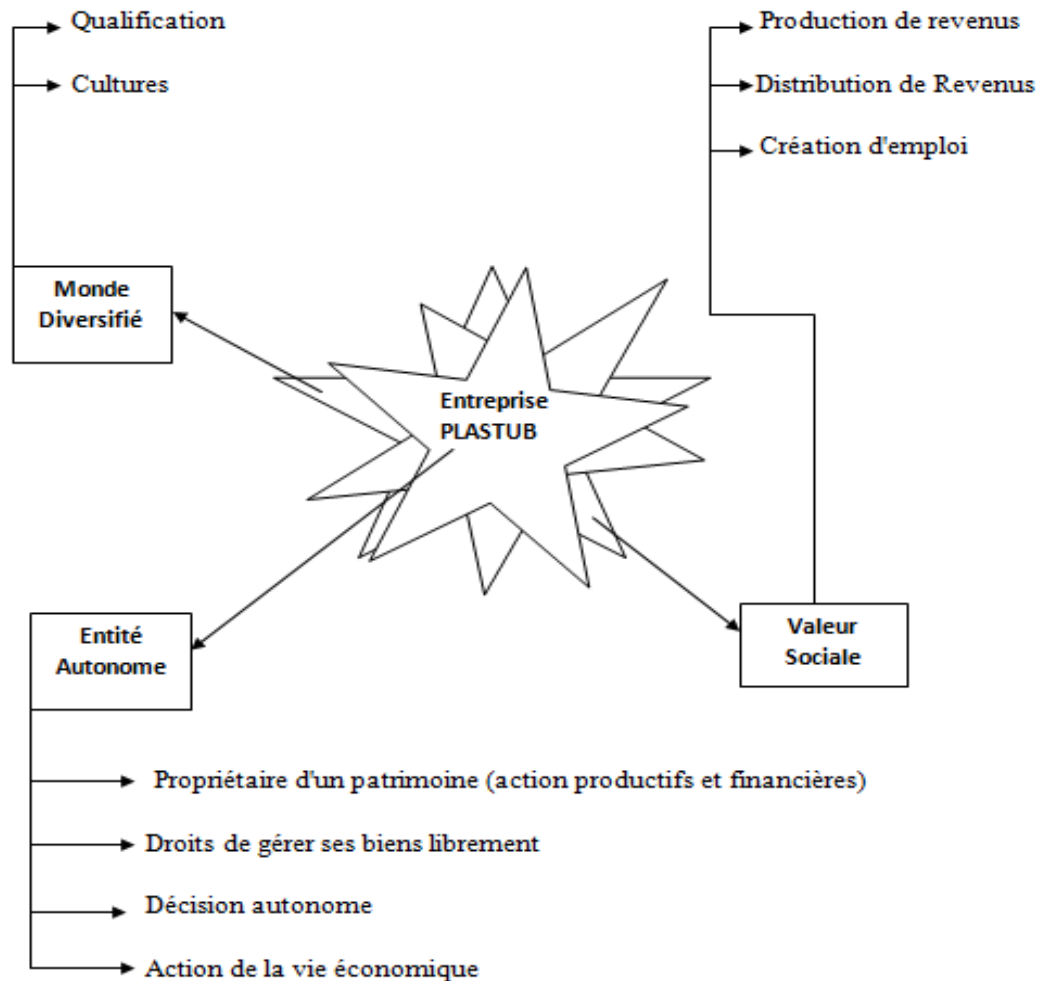 Qualification
Cultures
Production de revenus
Distribution de Revenus
Création d'emploi
Monde
Diversifié
Entreprise
PLASTUB
Entité
Autonome
Valeur
Sociale
Propriétaire d'un patrimoine (action productifs et financières)
Droits de gérer ses biens librement
Décision autonome
Action de la vie économique